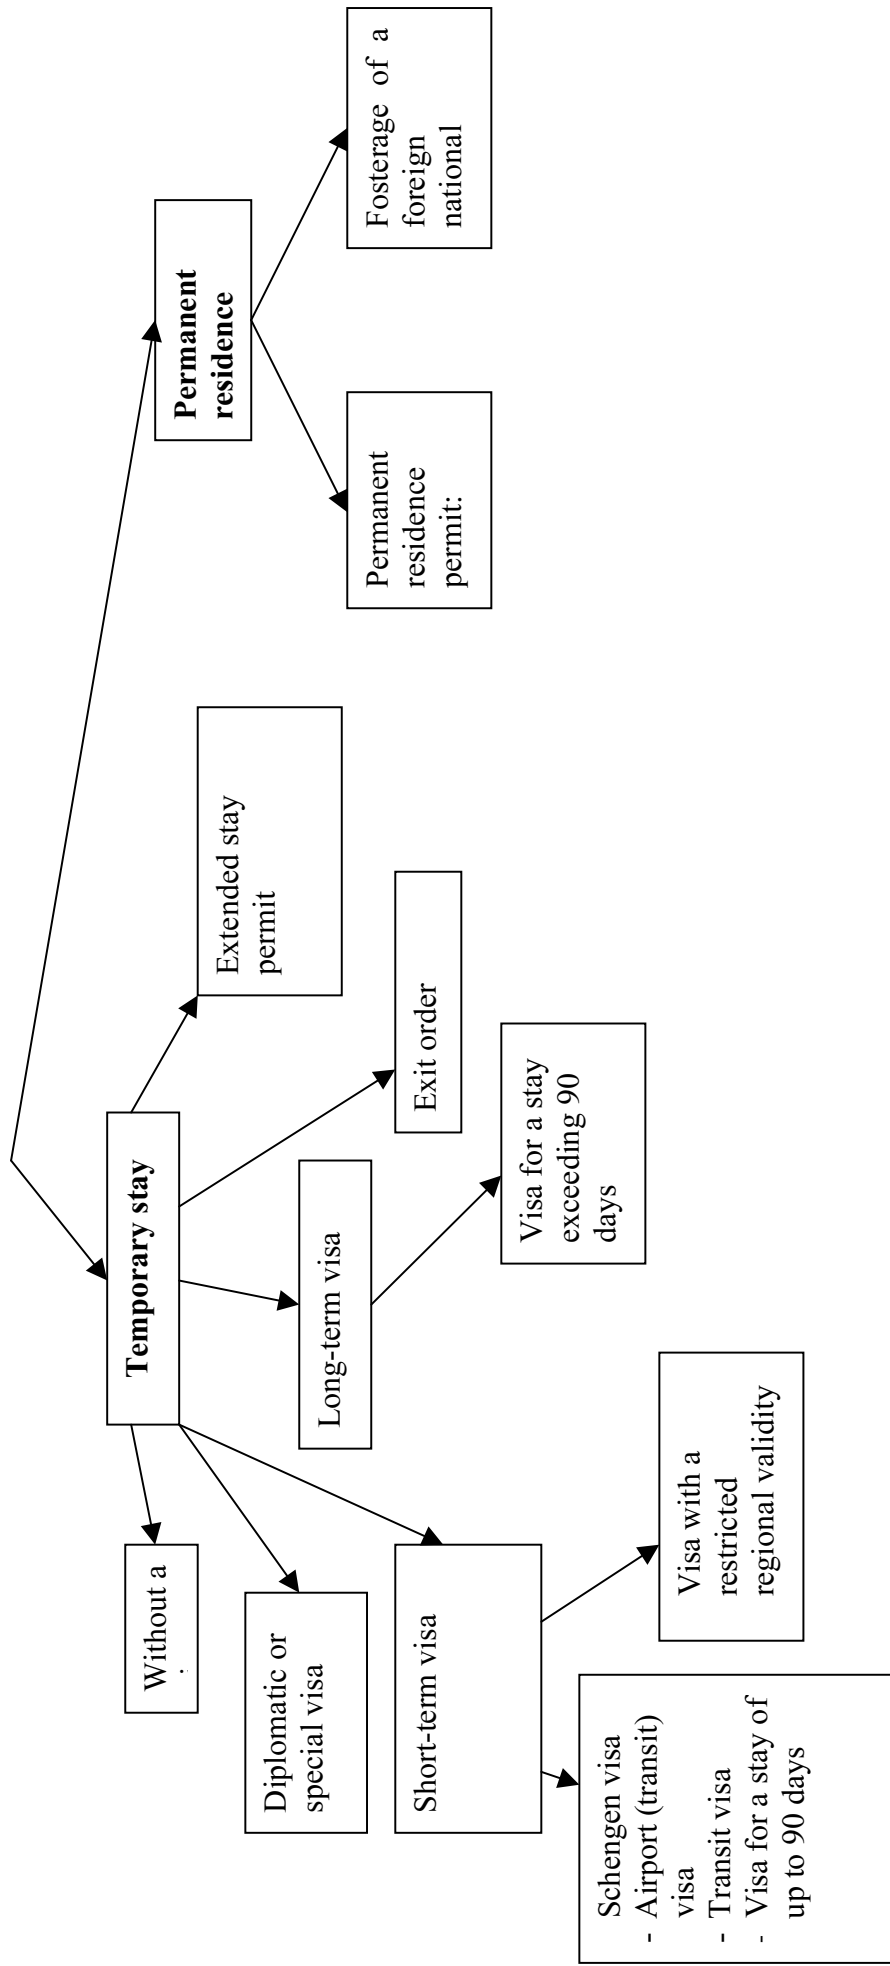 Temporary stay
Permanent
residence
Without a
Diplomatic or
special visa
Short-term visa
Long-term visa
Exit order
Extended stay
permit
Permanent
residence
permit:
Fosterage of a
foreign
national
Schengen visa
- Airport (transit)
visa
- Transit visa
- Visa for a stay of
up to 90 days
Visa with a
restricted
regional validity
Visa for a stay
exceeding 90
days